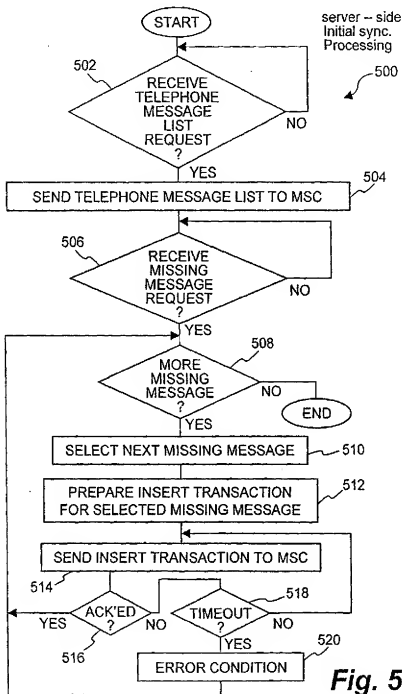 START
server – side
Initial sync.
Processing
500
502
RECEIVE
TELEPHONE
MESSAGE
LIST
REQUEST
?
NO
YES
SEND TELEPHONE MESSAGE LIST TO MSC
504
506
RECEIVE
MISSING
MESSAGE
REQUEST
?
NO
YES
508
MORE
MISSING
MESSAGE
?
NO
END
YES
SELECT NEXT MISSING MESSAGE
510
PREPARE INSERT TRANSACTION
FOR SELECTED MISSING MESSAGE
512
SEND INSERT TRANSACTION TO MSC
514
518
YES
ACK'ED
?
NO
TIMEOUT
?
NO
516
YES
520
ERROR CONDITION
Fig. 5